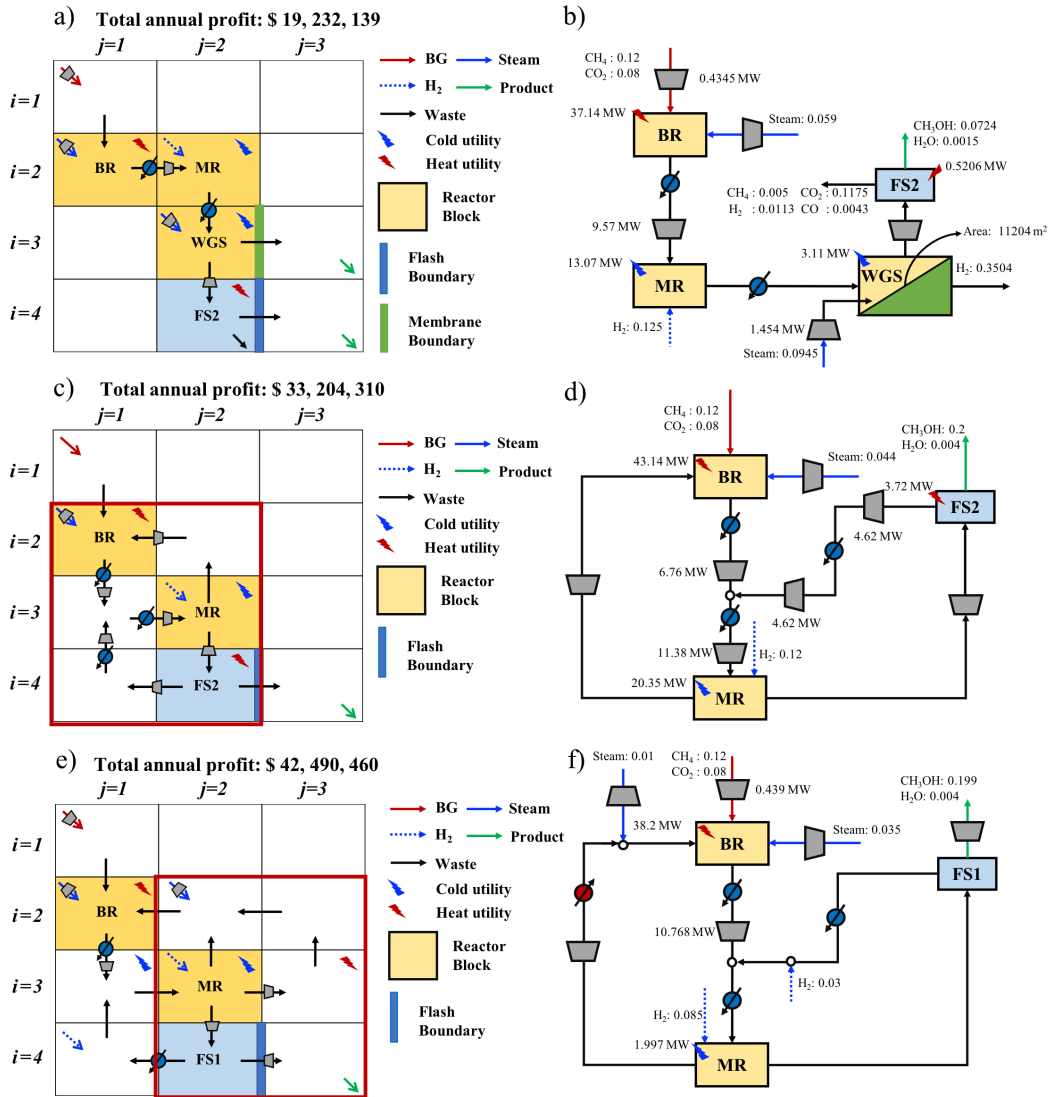 a) Total annual profit: $ 19, 232, 139
j=1 j=2 j=3
i=1
i=2
i=3
i=4
BR MR
WGS
FS2
BG Steam
H2 Product
Waste
Cold utility
Heat utility
Reactor
Block
Flash
Boundary
Membrane
Boundary
b)
CH4 : 0.12
CO2 : 0.08
0.4345 MW
37.14 MW
BR
Steam: 0.059
CH3OH: 0.0724
H2O: 0.0015
0.5206 MW
FS2
CH4 : 0.005 CO2 : 0.1175
H2 : 0.0113 CO : 0.0043
9.57 MW
Area: 11204 m2
13.07 MW
3.11 MW
MR
WGS
H2: 0.3504
H2: 0.125
1.454 MW
Steam: 0.0945
c) Total annual profit: $ 33, 204, 310
j=1 j=2 j=3
i=1
i=2
i=3
i=4
BR
MR
FS2
BG Steam
H2 Product
Waste
Cold utility
Heat utility
Reactor
Block
Flash
Boundary
d)
CH4 : 0.12
CO2 : 0.08
CH3OH: 0.2
H2O: 0.004
43.14 MW
BR
Steam: 0.044
3.72 MW
FS2
4.62 MW
6.76 MW
4.62 MW
11.38 MW
H2: 0.12
20.35 MW
MR
e) Total annual profit: $ 42, 490, 460
j=1 j=2 j=3
i=1
i=2
i=3
i=4
BR
MR
FS1
BG Steam
H2 Product
Waste
Cold utility
Heat utility
Reactor
Block
Flash
Boundary
f)
Steam: 0.01
CH4 : 0.12
CO2 : 0.08
0.439 MW
CH3OH: 0.199
H2O: 0.004
38.2 MW
BR
Steam: 0.035
FS1
10.768 MW
H2: 0.03
H2: 0.085
1.997 MW
MR